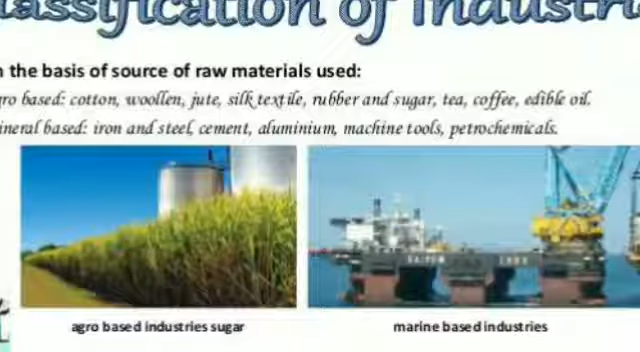 lassification of Industri
n the basis of source of raw materials used:
gro based: cotton, woollen, jute, silk textile, rubber and sugar, tea, coffee, edible oil.
ineral based: iron and steel, cement, aluminium, machine tools, petrochemicals.
agro based industries sugar
marine based industries